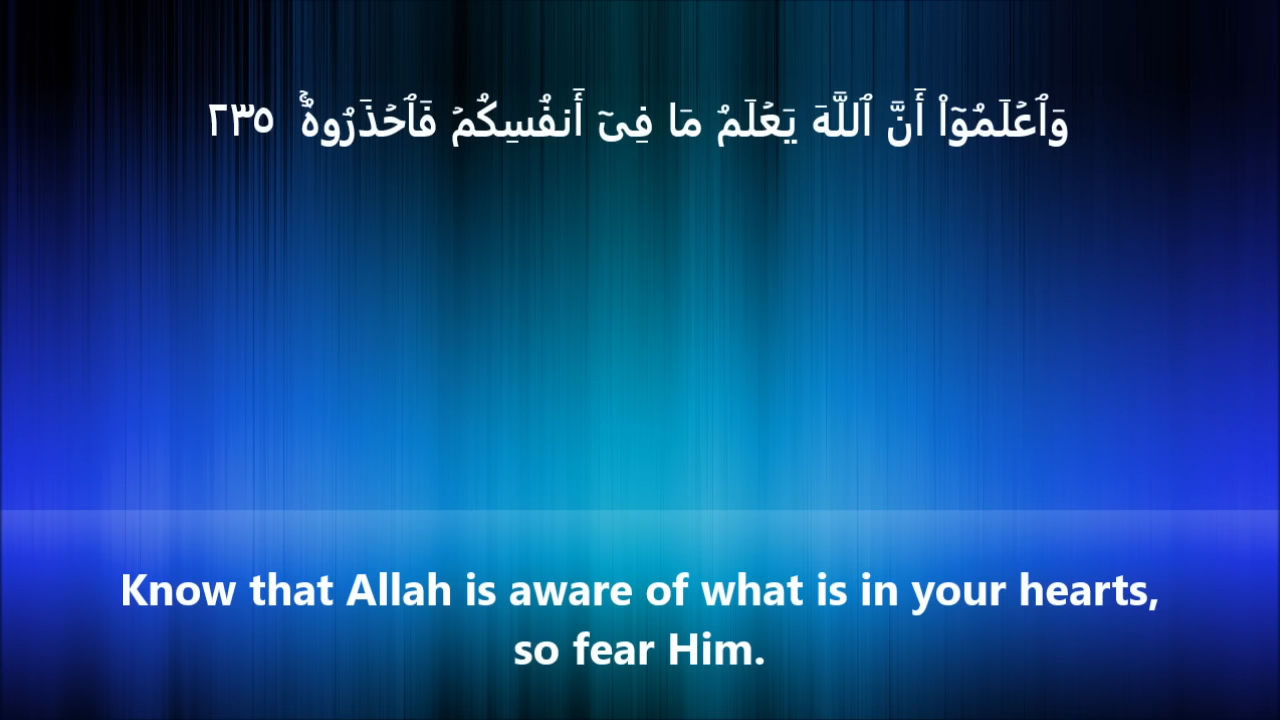 وَٱعۡلَمُوٓاْ أَنَّ ٱللَّهَ يَعۡلَمُ مَا فِىٓ أَنفُسِكُمۡ فَٱحۡذَرُوهُۚ ٢٣٥
Know that Allah is aware of what is in your hearts,
so fear Him.